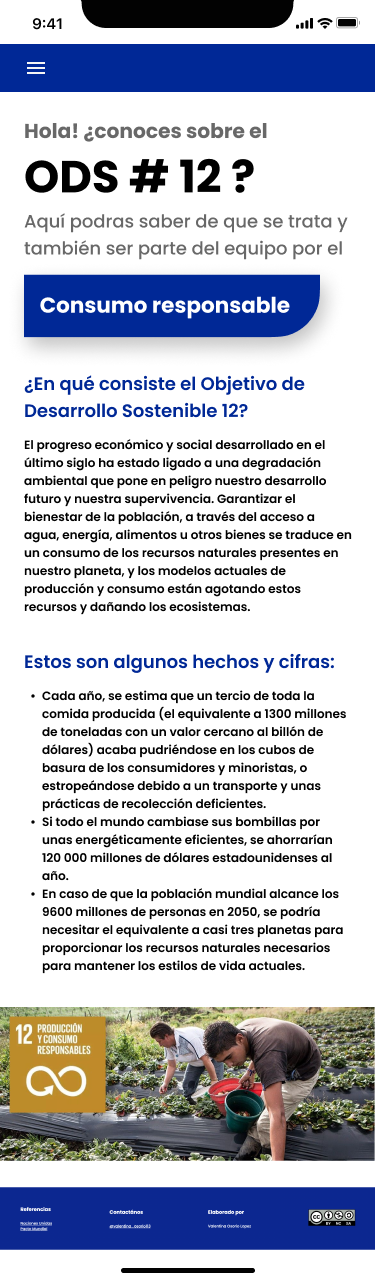 9:41
Hola! ¿conoces sobre el
ODS # 12 ?
Aquí podras saber de que se trata y
también ser parte del equipo por el
Consumo responsable
¿En qué consiste el Objetivo de
Desarrollo Sostenible 12?
El progreso económico y social desarrollado en el
último siglo ha estado ligado a una degradación
ambiental que pone en peligro nuestro desarrollo
futuro y nuestra supervivencia. Garantizar el
bienestar de la población, a través del acceso a
agua, energía, alimentos u otros bienes se traduce en
un consumo de los recursos naturales presentes en
nuestro planeta, y los modelos actuales de
producción y consumo están agotando estos
recursos y dañando los ecosistemas.
Estos son algunos hechos y cifras:
• Cada año, se estima que un tercio de toda la
comida producida (el equivalente a 1300 millones
de toneladas con un valor cercano al billón de
dólares) acaba pudriéndose en los cubos de
basura de los consumidores y minoristas, o
estropeándose debido a un transporte y unas
prácticas de recolección deficientes.
• Si todo el mundo cambiase sus bombillas por
unas energéticamente eficientes, se ahorrarían
120 000 millones de dólares estadounidenses al
año.
• En caso de que la población mundial alcance los
9600 millones de personas en 2050, se podría
necesitar el equivalente a casi tres planetas para
proporcionar los recursos naturales necesarios
para mantener los estilos de vida actuales.
12 PRODUCCIÓN
Y CONSUMO
RESPONSABLES
Referencias
Naciones Unidas
Pacto Mundial
Contactános
@valentina_osorio03
Elaborado por
Valentina Osorio Lopez
CC BY NC SA